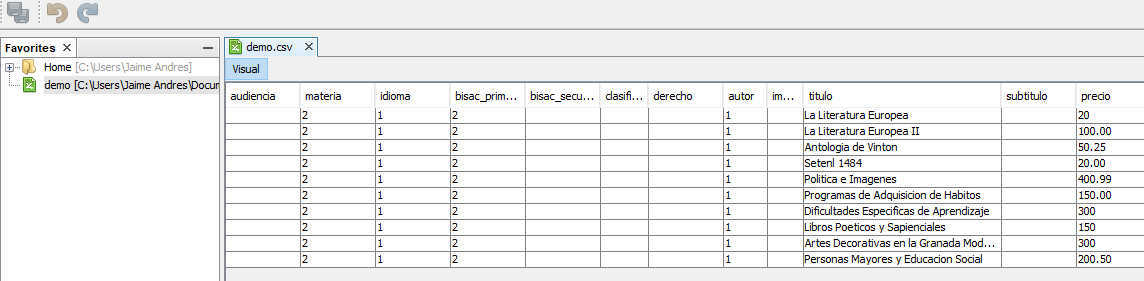 demo.csv
Favorites
Visual
Home [C:\Users\Jaime Andres]
demo [C:\Users\Jaime Andres\Docum
audiencia materia idioma bisac_prim... bisac_secu... clasifi... derecho autor im... titulo subtitulo precio
2 1 2 1 La Literatura Europea 20
2 1 2 1 La Literatura Europea II 100.00
2 1 2 1 Antologia de Vinton 50.25
2 1 2 1 Setenl 1484 20.00
2 1 2 1 Politica e Imagenes 400.99
2 1 2 1 Programas de Adquisicion de Habitos 150.00
2 1 2 1 Dificultades Especificas de Aprendizaje 300
2 1 2 1 Libros Poeticos y Sapienciales 150
2 1 2 1 Artes Decorativas en la Granada Mod... 300
2 1 2 1 Personas Mayores y Educacion Social 200.50